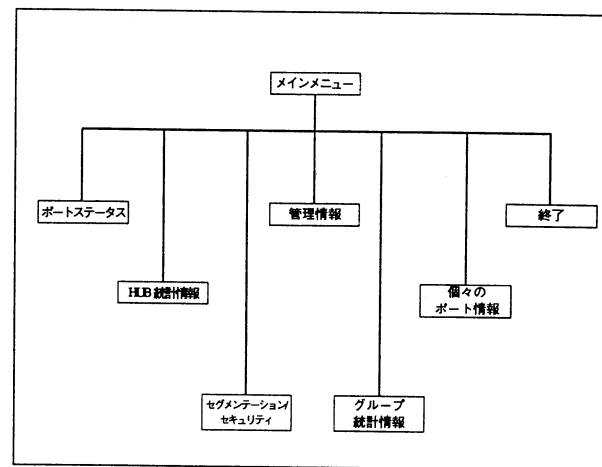 メインメニュー
ポートステータス
管理情報
終了
HUB 統計情報
個々の
ポート情報
セグメンテーション/
セキュリティ
グループ
統計情報